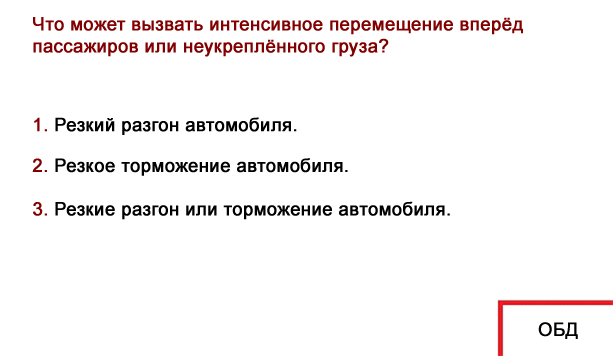 Что может вызвать интенсивное перемещение вперёд
пассажиров или неукреплённого груза?
1. Резкий разгон автомобиля.
2. Резкое торможение автомобиля.
3. Резкие разгон или торможение автомобиля.
ОБД